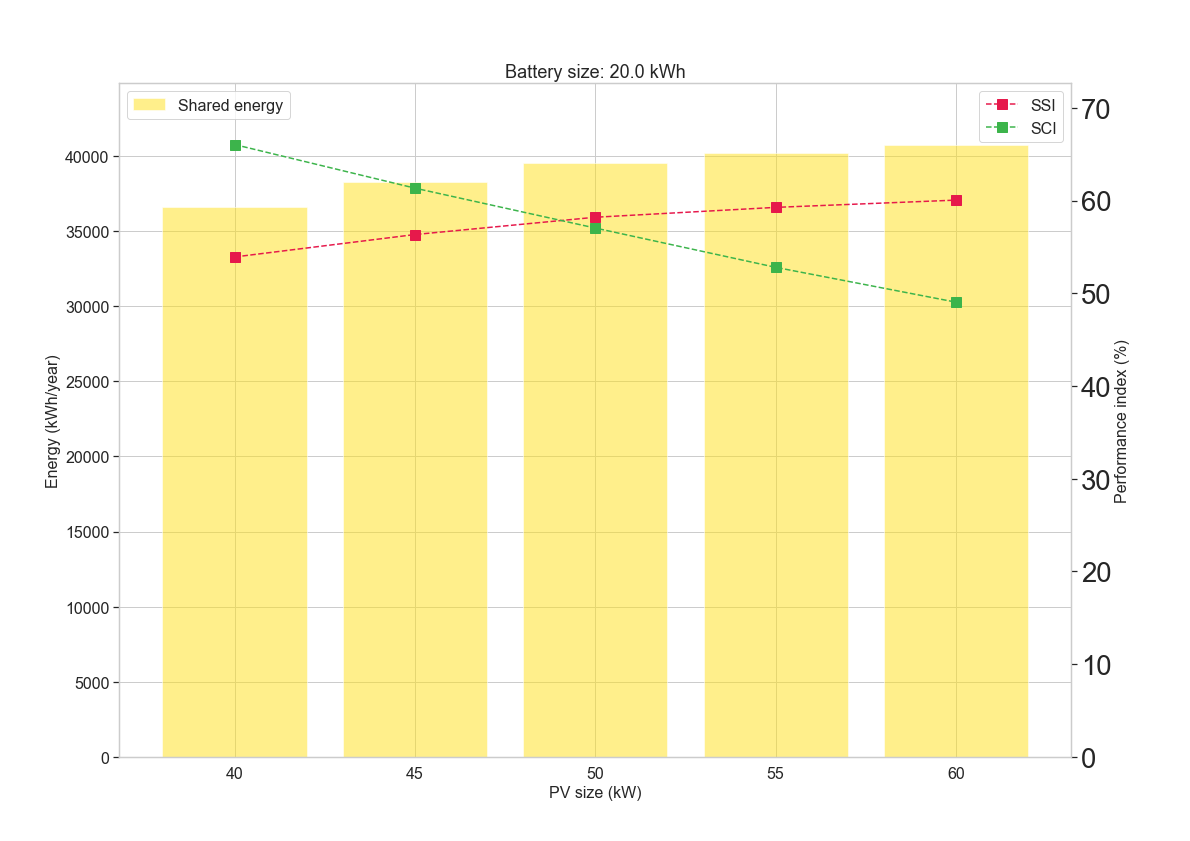 Battery size: 20.0 kWh
Shared energy
SSI
SCI
40000
35000
30000
25000
20000
15000
10000
5000
0
Energy (kWh/year)
70
60
50
40
30
20
10
0
Performance index (%)
40 45 50 55 60
PV size (kW)